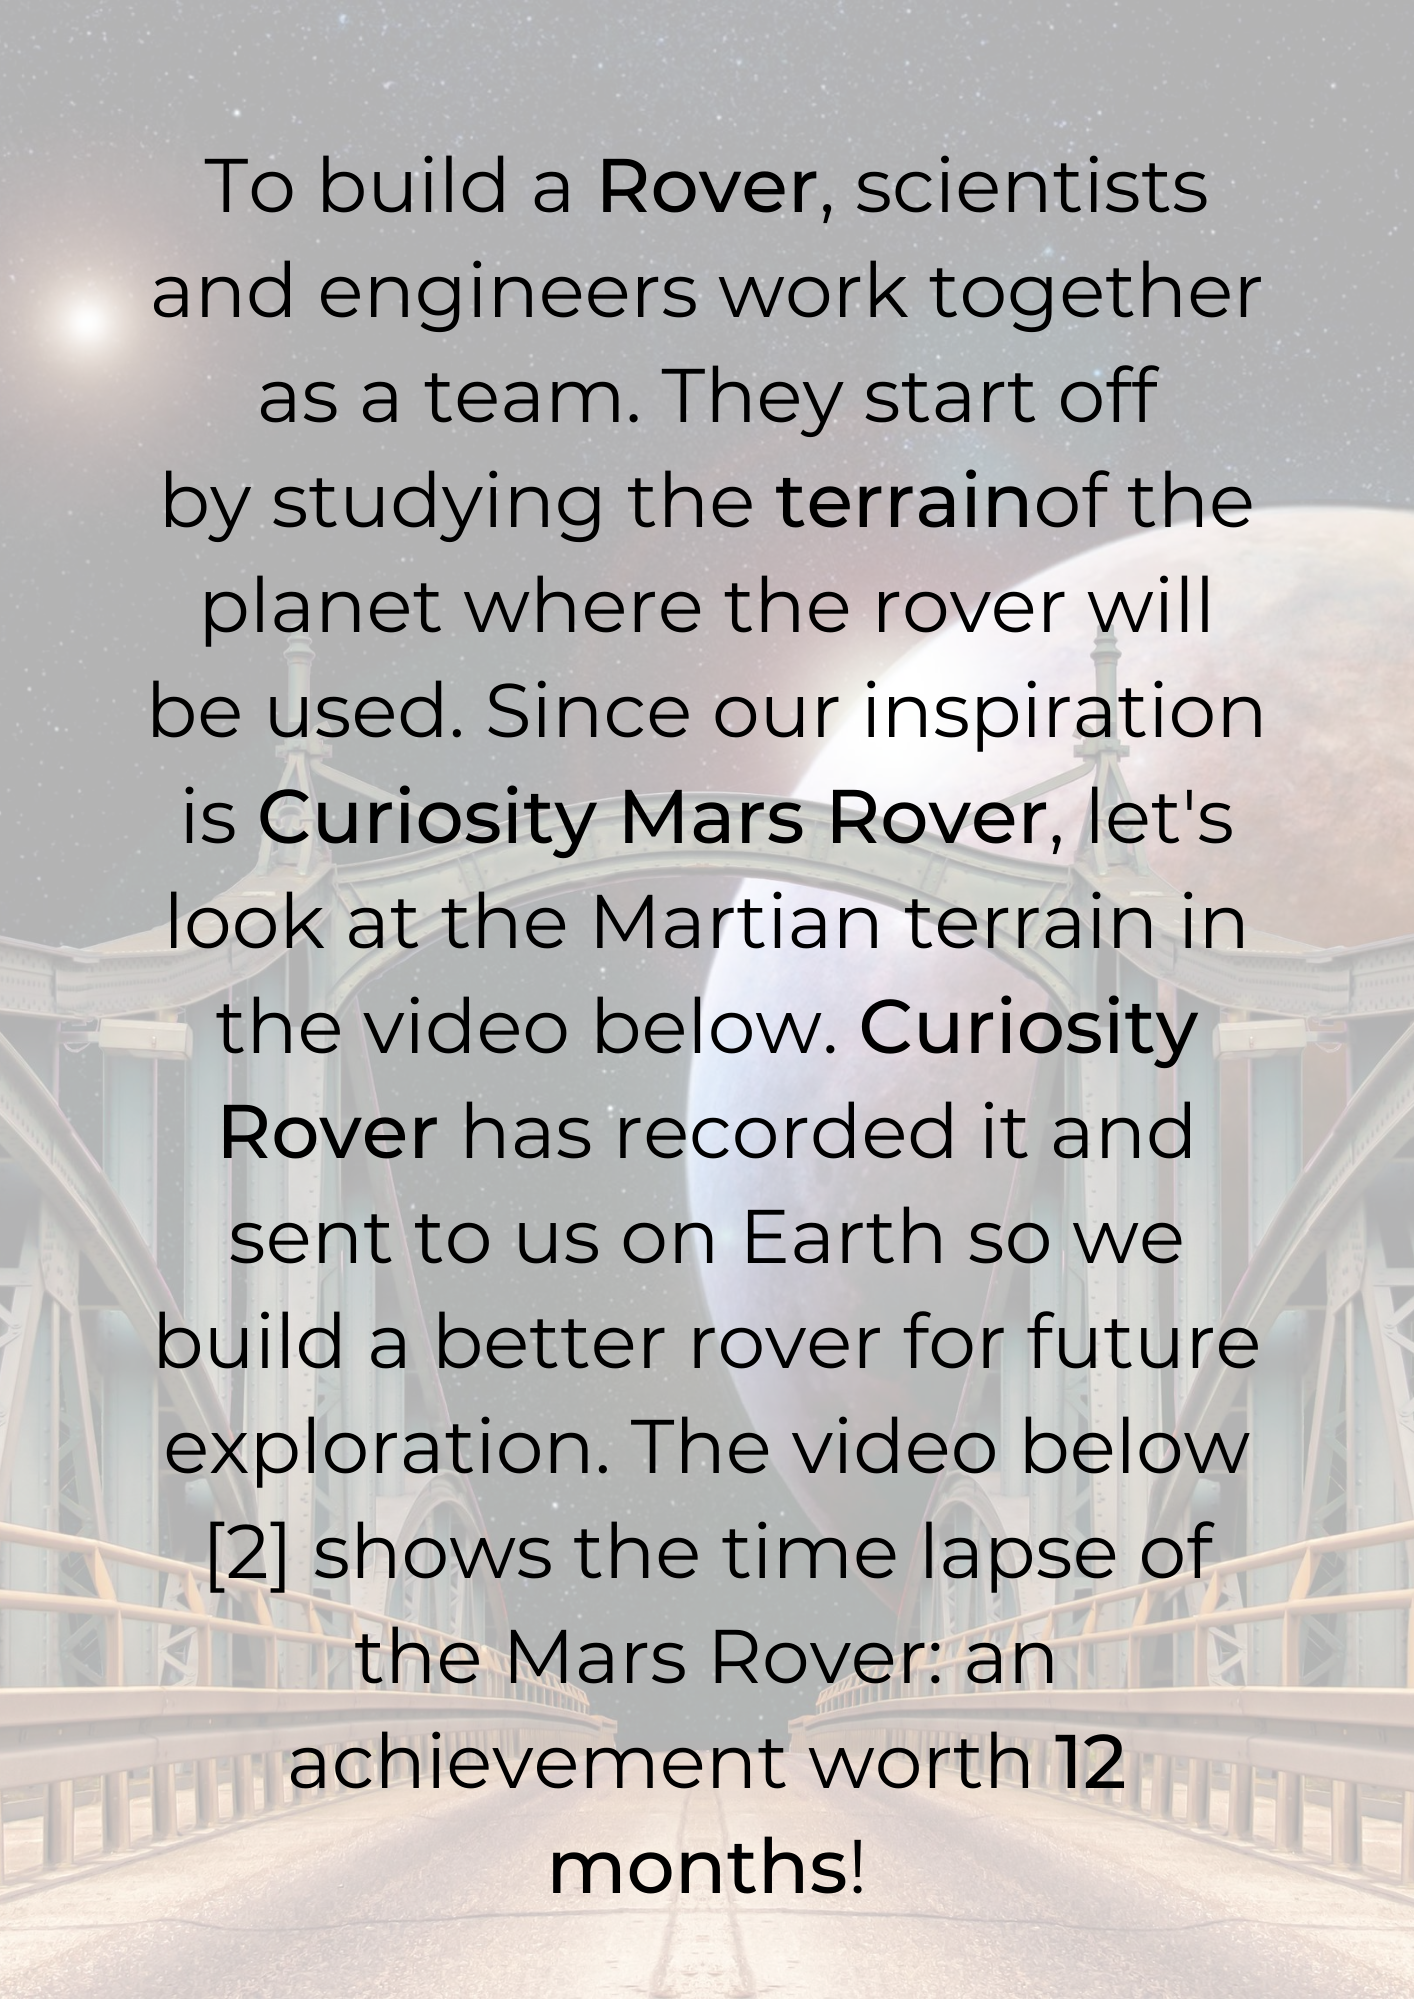 To build a Rover, scientists
and engineers work together
as a team. They start off
by studying the terrainof the
planet where the rover will
be used. Since our inspiration
is Curiosity Mars Rover, let's
look at the Martian terrain in
the video below. Curiosity
Rover has recorded it and
sent to us on Earth so we
build a better rover for future
exploration. The video below
[2] shows the time lapse of
the Mars Rover: an
achievement worth 12
months!